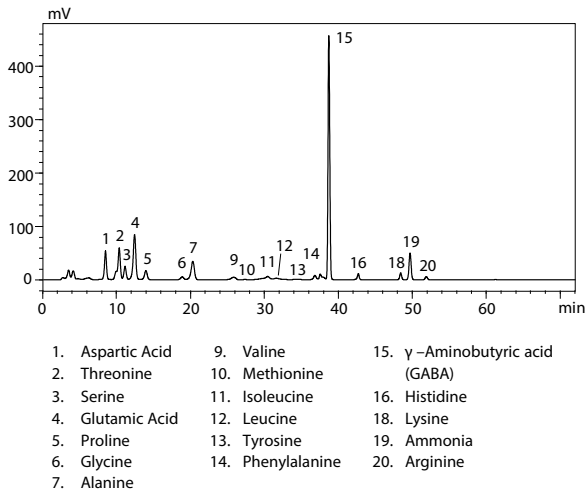 mV
400
300
200
100
0
15
4
1
2
3
5
6
7
9
10
11
12
13
14
16
18
19
20
0
10
20
30
40
50
60
min
1. Aspartic Acid
2. Threonine
3. Serine
4. Glutamic Acid
5. Proline
6. Glycine
7. Alanine
9. Valine
10. Methionine
11. Isoleucine
12. Leucine
13. Tyrosine
14. Phenylalanine
15. γ –Aminobutyric acid
(GABA)
16. Histidine
18. Lysine
19. Ammonia
20. Arginine